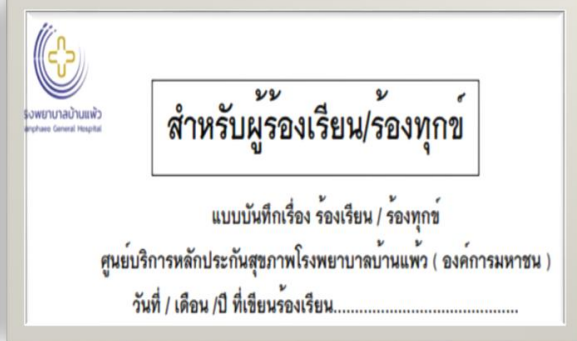 โรงพยาบาลบ้านแพ้ว
Banphaeo General Hospital
สำหรับผู้ร้องเรียน/ร้องทุกข์
แบบบันทึกเรื่อง ร้องเรียน / ร้องทุกข์
ศูนย์บริการหลักประกันสุขภาพโรงพยาบาลบ้านแพ้ว ( องค์การมหาชน )
วันที่ / เดือน /ปี ที่เขียนร้องเรียน..........................................